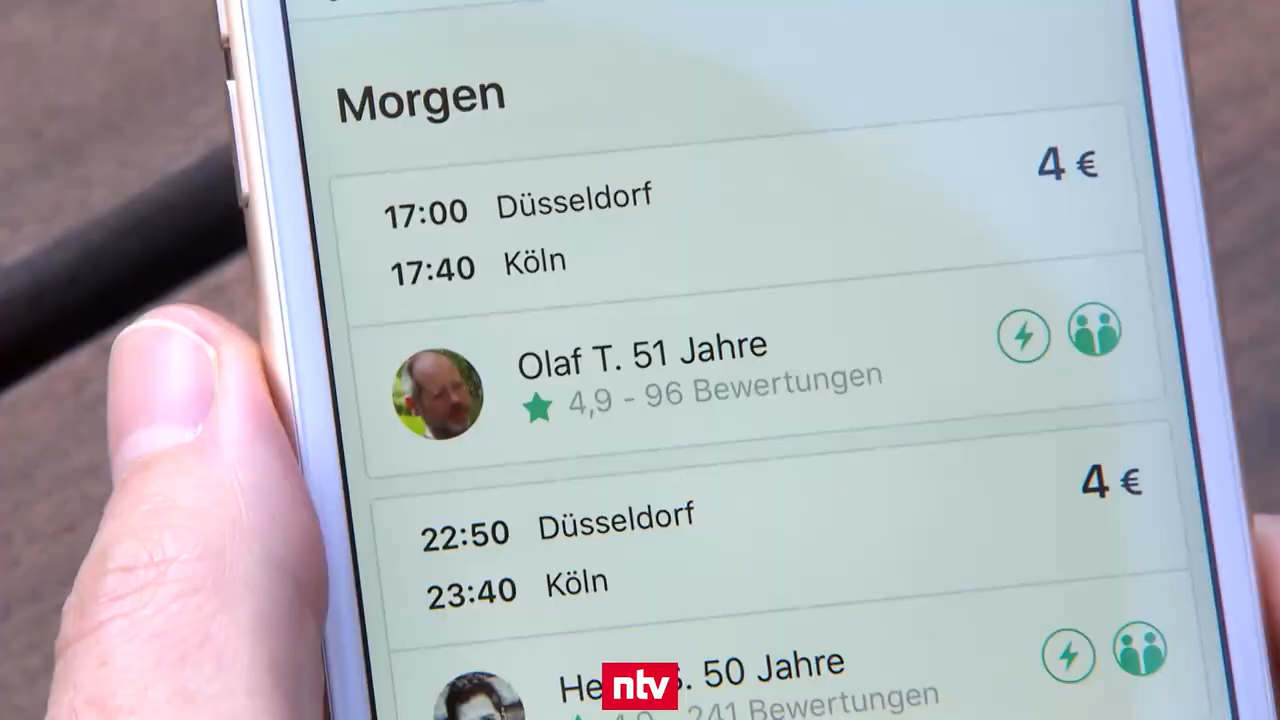 Morgen
17:00 Düsseldorf 4 €
17:40 Köln
Olaf T. 51 Jahre
4,9 - 96 Bewertungen
22:50 Düsseldorf 4 €
23:40 Köln
50 Jahre
241 Bewertungen
ntv